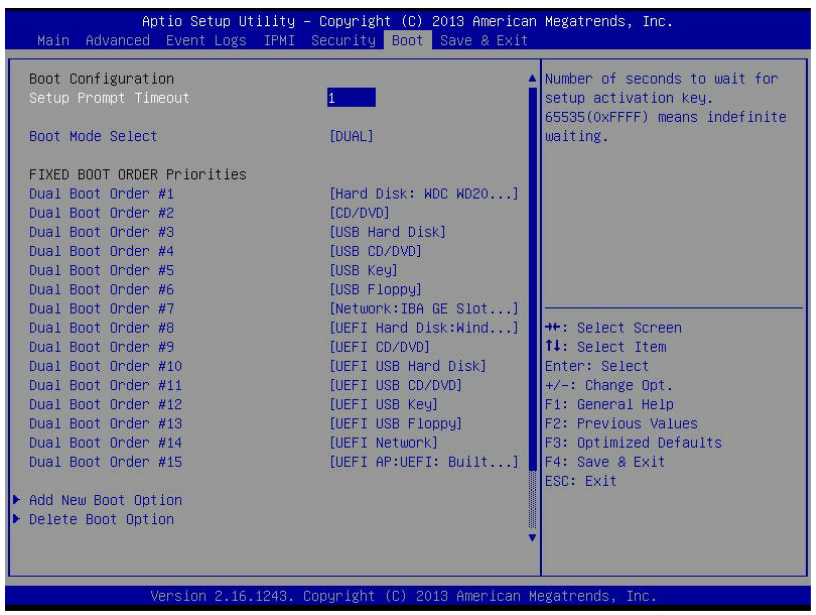 Aptio Setup Utility – Copyright (C) 2013 American Megatrends, Inc.
Main Advanced Event Logs IPMI Security Boot Save & Exit
Boot Configuration
Setup Prompt Timeout 1
Boot Mode Select [DUAL]
FIXED BOOT ORDER Priorities
Dual Boot Order #1 [Hard Disk: WDC WD20...]
Dual Boot Order #2 [CD/DVD]
Dual Boot Order #3 [USB Hard Disk]
Dual Boot Order #4 [USB CD/DVD]
Dual Boot Order #5 [USB Key]
Dual Boot Order #6 [USB Floppy]
Dual Boot Order #7 [Network:IBA GE Slot...]
Dual Boot Order #8 [UEFI Hard Disk:Wind...]
Dual Boot Order #9 [UEFI CD/DVD]
Dual Boot Order #10 [UEFI USB Hard Disk]
Dual Boot Order #11 [UEFI USB CD/DVD]
Dual Boot Order #12 [UEFI USB Key]
Dual Boot Order #13 [UEFI USB Floppy]
Dual Boot Order #14 [UEFI Network]
Dual Boot Order #15 [UEFI AP:UEFI: Built...]
Add New Boot Option
Delete Boot Option
Number of seconds to wait for
setup activation key.
65535(0xFFFF) means indefinite
waiting.
→←: Select Screen
↑↓: Select Item
Enter: Select
+/-: Change Opt.
F1: General Help
F2: Previous Values
F3: Optimized Defaults
F4: Save & Exit
ESC: Exit
Version 2.16.1243. Copyright (C) 2013 American Megatrends, Inc.